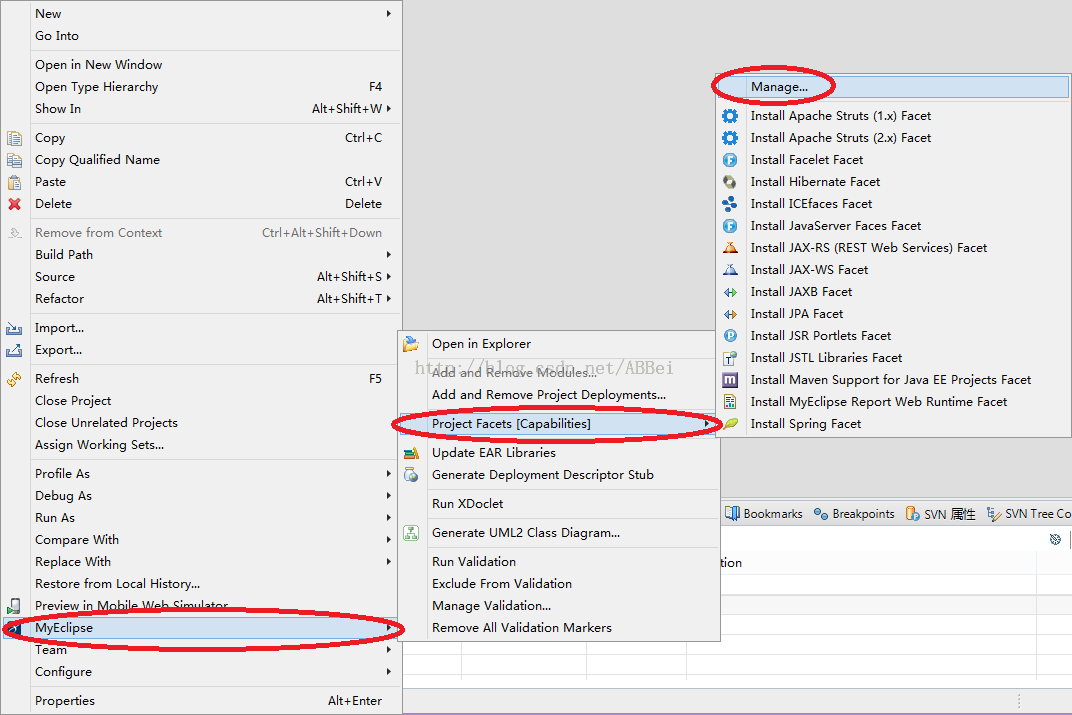 New
Go Into
Open in New Window
Open Type Hierarchy F4
Show In Alt+Shift+W
Copy Ctrl+C
Copy Qualified Name
Paste Ctrl+V
Delete Delete
Remove from Context Ctrl+Alt+Shift+Down
Build Path
Source Alt+Shift+S
Refactor Alt+Shift+T
Import...
Export...
Refresh F5
Close Project
Close Unrelated Projects
Assign Working Sets...
Profile As
Debug As
Run As
Compare With
Replace With
Restore from Local History...
Preview in Mobile Web Simulator
MyEclipse
Team
Configure
Properties Alt+Enter
Open in Explorer
http://blog.csdn.net/ABBei
Add and Remove Modules...
Add and Remove Project Deployments...
Project Facets [Capabilities]
Update EAR Libraries
Generate Deployment Descriptor Stub
Run XDoclet
Generate UML2 Class Diagram...
Run Validation
Exclude From Validation
Manage Validation...
Remove All Validation Markers
Manage...
Install Apache Struts (1.x) Facet
Install Apache Struts (2.x) Facet
Install Facelet Facet
Install Hibernate Facet
Install ICEfaces Facet
Install JavaServer Faces Facet
Install JAX-RS (REST Web Services) Facet
Install JAX-WS Facet
Install JAXB Facet
Install JPA Facet
Install JSR Portlets Facet
Install JSTL Libraries Facet
Install Maven Support for Java EE Projects Facet
Install MyEclipse Report Web Runtime Facet
Install Spring Facet
Bookmarks Breakpoints SVN 属性 SVN Tree Co
tion